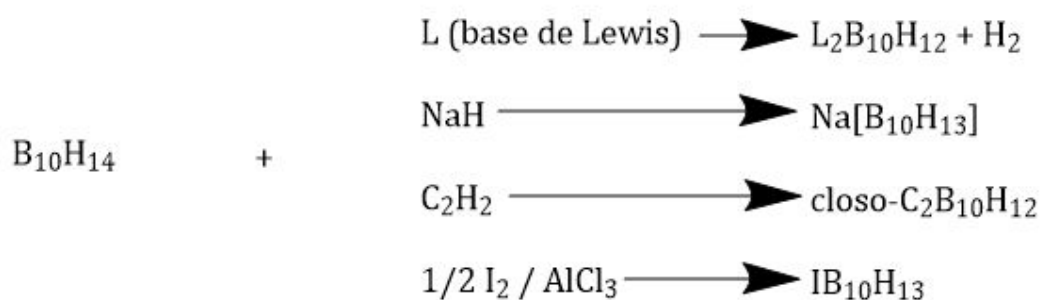 L (base de Lewis) → L₂B₁₀H₁₂ + H₂
NaH → Na[B₁₀H₁₃]
B₁₀H₁₄ +
C₂H₂ → closo-C₂B₁₀H₁₂
1/2 I₂ / AlCl₃ → IB₁₀H₁₃